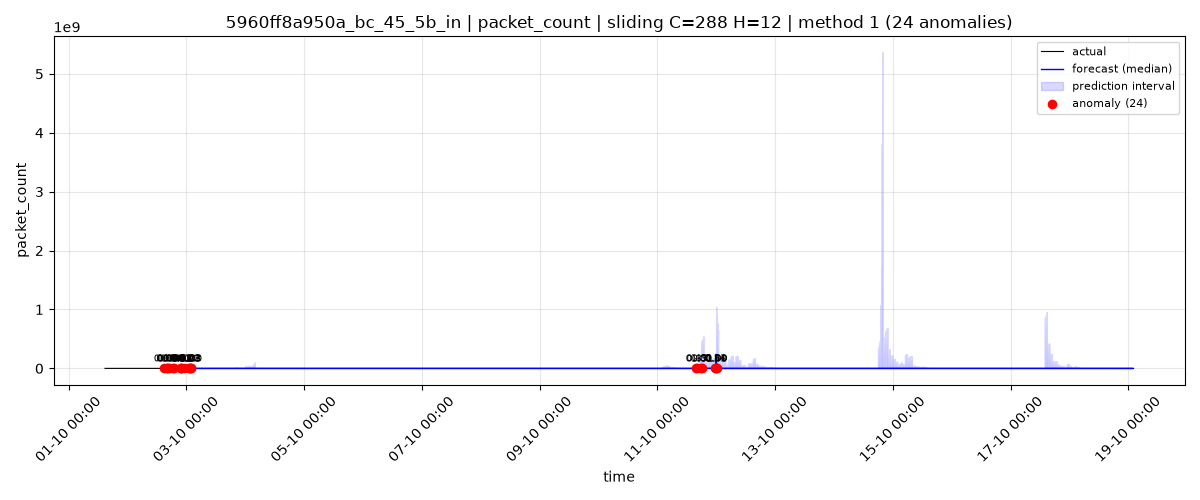 5960ff8a950a_bc_45_5b_in | packet_count | sliding C=288 H=12 | method 1 (24 anomalies)
1e9
actual
forecast (median)
prediction interval
anomaly (24)
packet_count
5
4
3
2
1
0
01-10 00:00
03-10 00:00
05-10 00:00
07-10 00:00
09-10 00:00
11-10 00:00
13-10 00:00
15-10 00:00
17-10 00:00
19-10 00:00
time